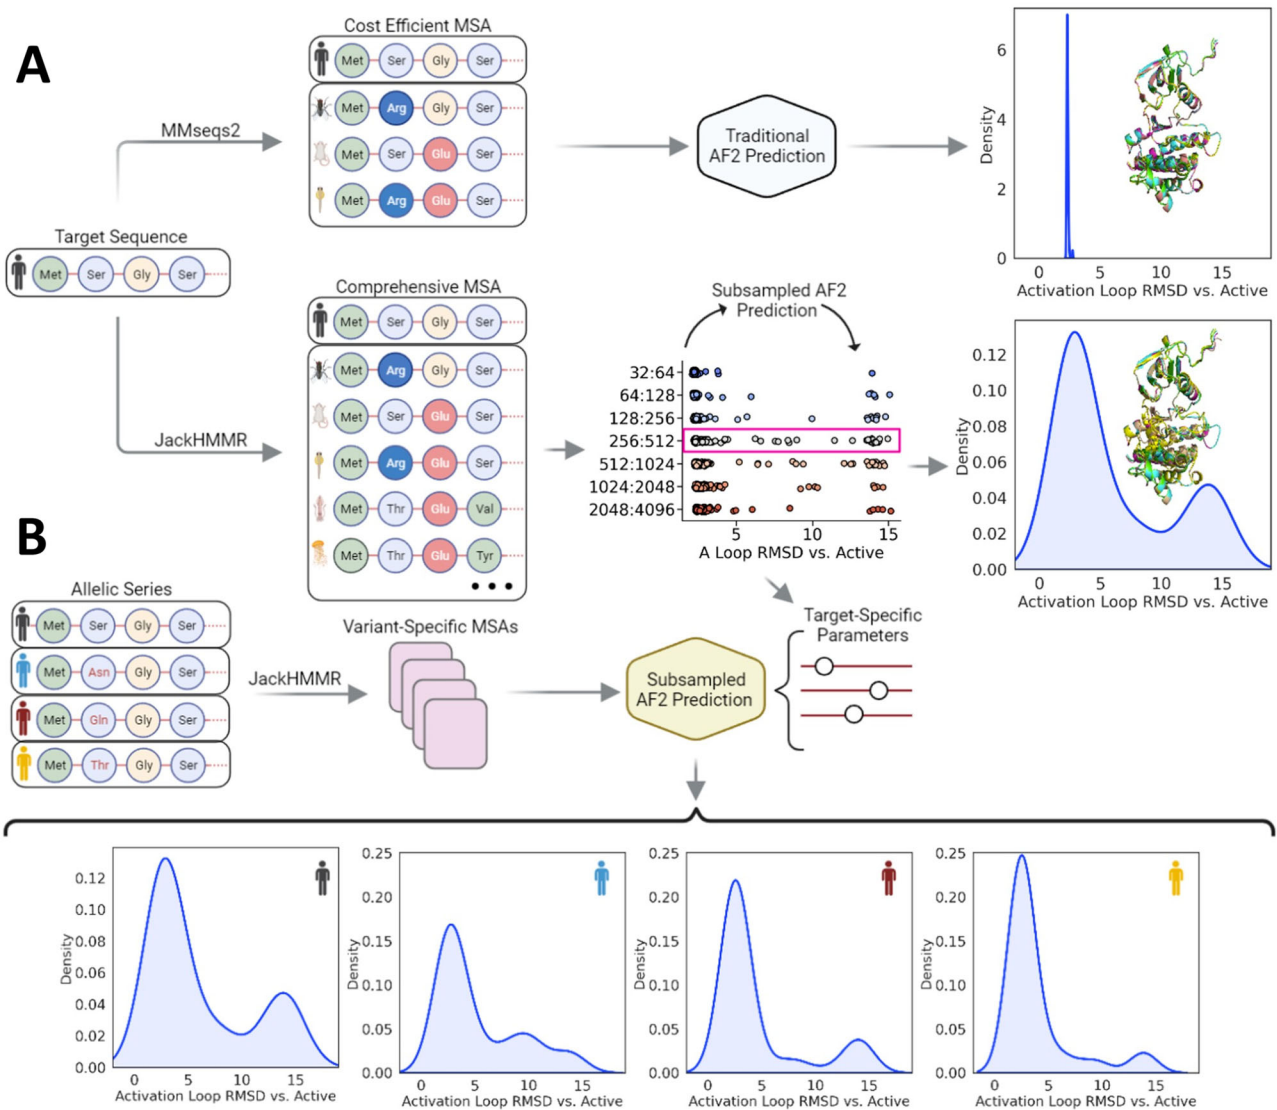 A
Cost Efficient MSA
Met Ser Gly Ser
Met Arg Gly Ser
Met Ser Glu Ser
Met Arg Glu Ser
MMseqs2
Traditional
AF2 Prediction
Density
6
4
2
0
0 5 10 15
Activation Loop RMSD vs. Active
Target Sequence
Met Ser Gly Ser
JackHMMR
Comprehensive MSA
Met Ser Gly Ser
Met Arg Gly Ser
Met Ser Glu Ser
Met Arg Glu Ser
Met Thr Glu Val
Met Thr Glu Tyr
Subsampled AF2
Prediction
32:64
64:128
128:256
256:512
512:1024
1024:2048
2048:4096
5 10 15
A Loop RMSD vs. Active
Density
0.12
0.10
0.08
0.06
0.04
0.02
0.00
0 5 10 15
Activation Loop RMSD vs. Active
B
Allelic Series
Met Ser Gly Ser
Met Asn Gly Ser
Met Gln Gly Ser
Met Thr Gly Ser
JackHMMR
Variant-Specific MSAs
Subsampled
AF2 Prediction
Target-Specific
Parameters
Density
0.12
0.10
0.08
0.06
0.04
0.02
0.00
0 5 10 15
Activation Loop RMSD vs. Active
Density
0.25
0.20
0.15
0.10
0.05
0.00
0 5 10 15
Activation Loop RMSD vs. Active
Density
0.25
0.20
0.15
0.10
0.05
0.00
0 5 10 15
Activation Loop RMSD vs. Active
Density
0.25
0.20
0.15
0.10
0.05
0.00
0 5 10 15
Activation Loop RMSD vs. Active